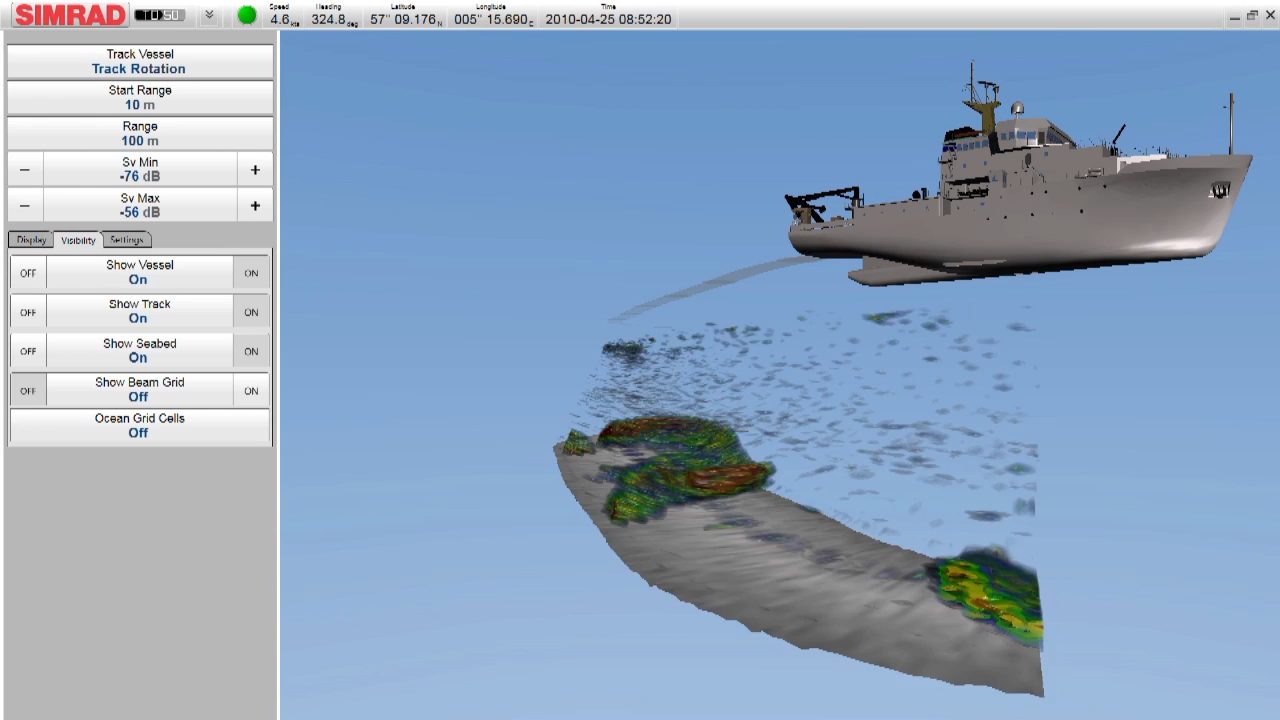 SIMRAD
TD50
Speed
4.6 kts
Heading
324.8 deg
Latitude
57° 09.176 N
Longitude
005° 15.690 E
Time
2010-04-25 08:52:20
Track Vessel
Track Rotation
Start Range
10 m
Range
100 m
Sv Min
− -76 dB +
Sv Max
− -56 dB +
Display Visibility Settings
Show Vessel
OFF On ON
Show Track
OFF On ON
Show Seabed
OFF On ON
Show Beam Grid
OFF Off ON
Ocean Grid Cells
Off